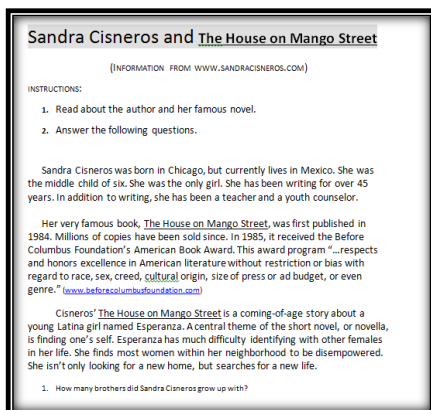 Sandra Cisneros and The House on Mango Street
(INFORMATION FROM WWW.SANDRACISNEROS.COM)
INSTRUCTIONS:
1. Read about the author and her famous novel.
2. Answer the following questions.
Sandra Cisneros was born in Chicago, but currently lives in Mexico. She was
the middle child of six. She was the only girl. She has been writing for over 45
years. In addition to writing, she has been a teacher and a youth counselor.
Her very famous book, The House on Mango Street, was first published in
1984. Millions of copies have been sold since. In 1985, it received the Before
Columbus Foundation's American Book Award. This award program "...respects
and honors excellence in American literature without restriction or bias with
regard to race, sex, creed, cultural origin, size of press or ad budget, or even
genre." (www.beforecolumbusfoundation.com)
Cisneros' The House on Mango Street is a coming-of-age story about a
young Latina girl named Esperanza. A central theme of the short novel, or novella,
is finding one's self. Esperanza has much difficulty identifying with other females
in her life. She finds most women within her neighborhood to be disempowered.
She isn't only looking for a new home, but searches for a new life.
1. How many brothers did Sandra Cisneros grow up with?